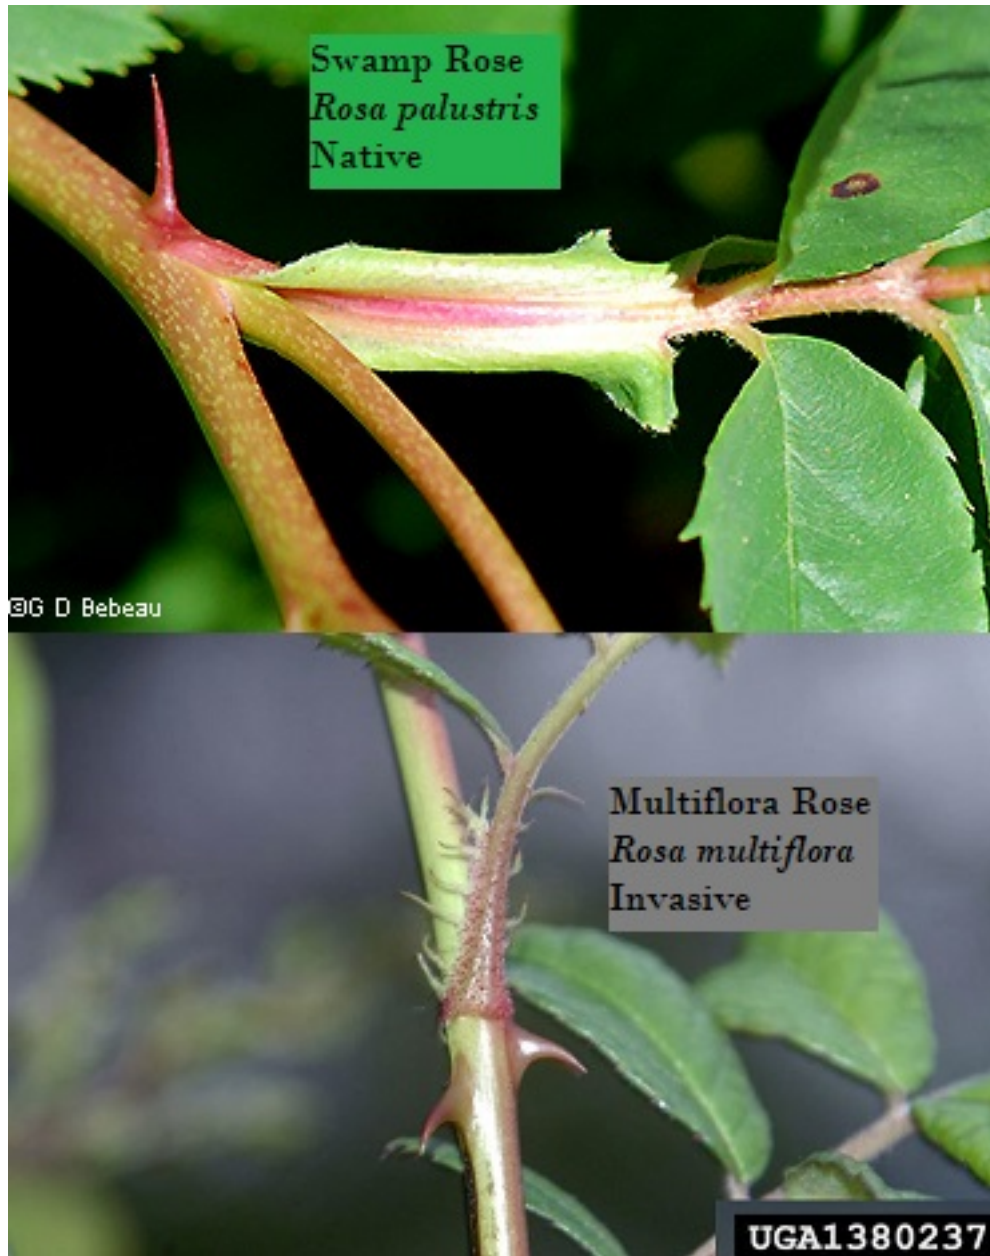 Swamp Rose
Rosa palustris
Native
©G D Bebeau
Multiflora Rose
Rosa multiflora
Invasive
UGA1380237